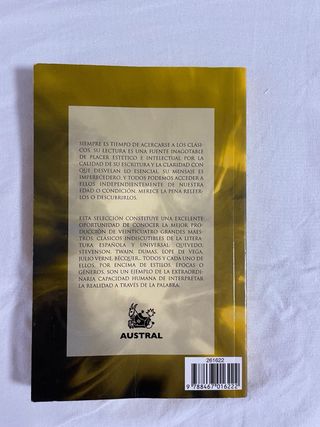 SIEMPRE ES TIEMPO DE ACERCARSE A LOS CLÁSI-
COS. SU LECTURA ES UNA FUENTE INAGOTABLE
DE PLACER ESTÉTICO E INTELECTUAL POR LA
CALIDAD DE SU ESCRITURA Y LA CLARIDAD CON
QUE DESVELAN LO ESENCIAL. SU MENSAJE ES
IMPERECEDERO, Y TODOS PODEMOS ACCEDER A
ELLOS INDEPENDIENTEMENTE DE NUESTRA
EDAD O CONDICIÓN. MERECE LA PENA RELEER-
LOS O DESCUBRIRLOS.
ESTA SELECCIÓN CONSTITUYE UNA EXCELENTE
OPORTUNIDAD DE CONOCER LA MEJOR PRO-
DUCCIÓN DE VEINTICUATRO GRANDES MAES-
TROS, CLÁSICOS INDISCUTIBLES DE LA LITERA-
TURA ESPAÑOLA Y UNIVERSAL: QUEVEDO,
STEVENSON, TWAIN, DUMAS, LOPE DE VEGA,
JULIO VERNE, BÉCQUER... TODOS Y CADA UNO DE
ELLOS, POR ENCIMA DE ESTILOS, ÉPOCAS O
GÉNEROS, SON UN EJEMPLO DE LA EXTRAORDI-
NARIA CAPACIDAD HUMANA DE INTERPRETAR
LA REALIDAD A TRAVÉS DE LA PALABRA.
AUSTRAL
261622
9 788467 016222